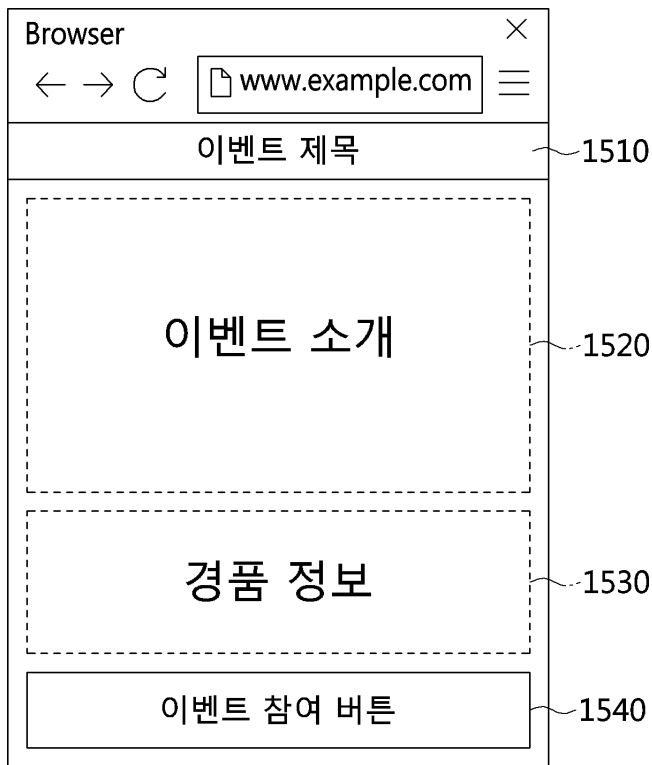 Browser
www.example.com
이벤트 제목
1510
이벤트 소개
1520
경품 정보
1530
이벤트 참여 버튼
1540